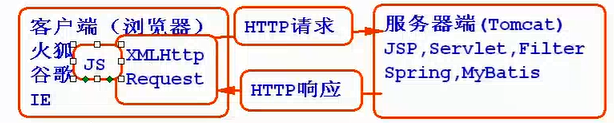 客户端（浏览器）
火狐
谷歌
IE
JS
XMLHttp
Request
HTTP请求
HTTP响应
服务器端(Tomcat)
JSP,Servlet,Filter
Spring,MyBatis